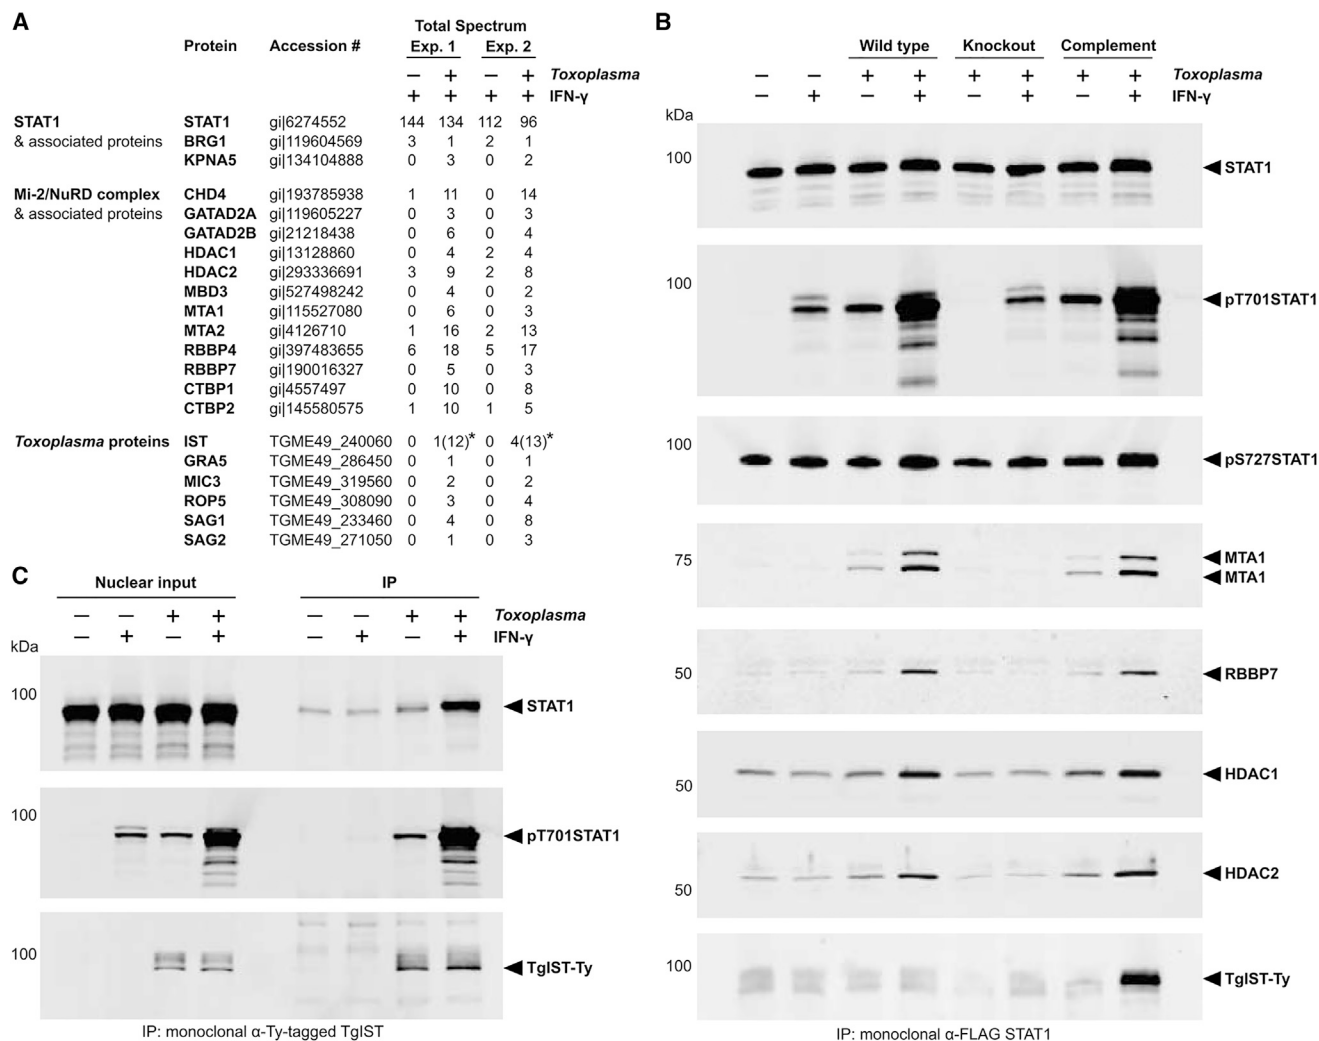 A
Total Spectrum
Protein Accession # Exp. 1 Exp. 2
— + — + Toxoplasma
+ + + + IFN-γ
STAT1 STAT1 gi|6274552 144 134 112 96
& associated proteins BRG1 gi|119604569 3 1 2 1
KPNA5 gi|134104888 0 3 0 2
Mi-2/NuRD complex CHD4 gi|193785938 1 11 0 14
& associated proteins GATAD2A gi|119605227 0 3 0 3
GATAD2B gi|21218438 0 6 0 4
HDAC1 gi|13128860 0 4 2 4
HDAC2 gi|293336691 3 9 2 8
MBD3 gi|527498242 0 4 0 2
MTA1 gi|115527080 0 6 0 3
MTA2 gi|4126710 1 16 2 13
RBBP4 gi|397483655 6 18 5 17
RBBP7 gi|190016327 0 5 0 3
CTBP1 gi|4557497 0 10 0 8
CTBP2 gi|145580575 1 10 1 5
Toxoplasma proteins IST TGME49_240060 0 1(12)* 0 4(13)*
GRA5 TGME49_286450 0 1 0 1
MIC3 TGME49_319560 0 2 0 2
ROP5 TGME49_308090 0 3 0 4
SAG1 TGME49_233460 0 4 0 8
SAG2 TGME49_271050 0 1 0 3
B
Wild type Knockout Complement
— — + + + + + + Toxoplasma
— + — + — + — + IFN-γ
kDa
100 STAT1
100 pT701STAT1
100 pS727STAT1
75 MTA1
MTA1
50 RBBP7
50 HDAC1
50 HDAC2
100 TgIST-Ty
IP: monoclonal α-FLAG STAT1
C
Nuclear input IP
— — + + — — + + Toxoplasma
— + — + — + — + IFN-γ
kDa
100 STAT1
100 pT701STAT1
100 TgIST-Ty
IP: monoclonal α-Ty-tagged TgIST